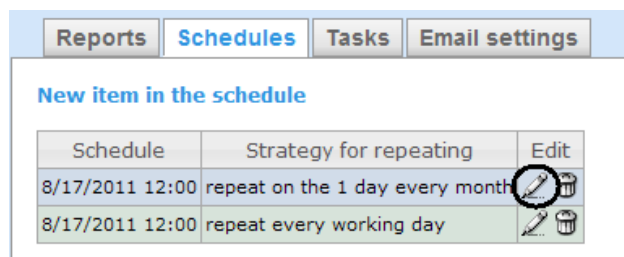 Reports Schedules Tasks Email settings
New item in the schedule
Schedule Strategy for repeating Edit
8/17/2011 12:00 repeat on the 1 day every month
8/17/2011 12:00 repeat every working day